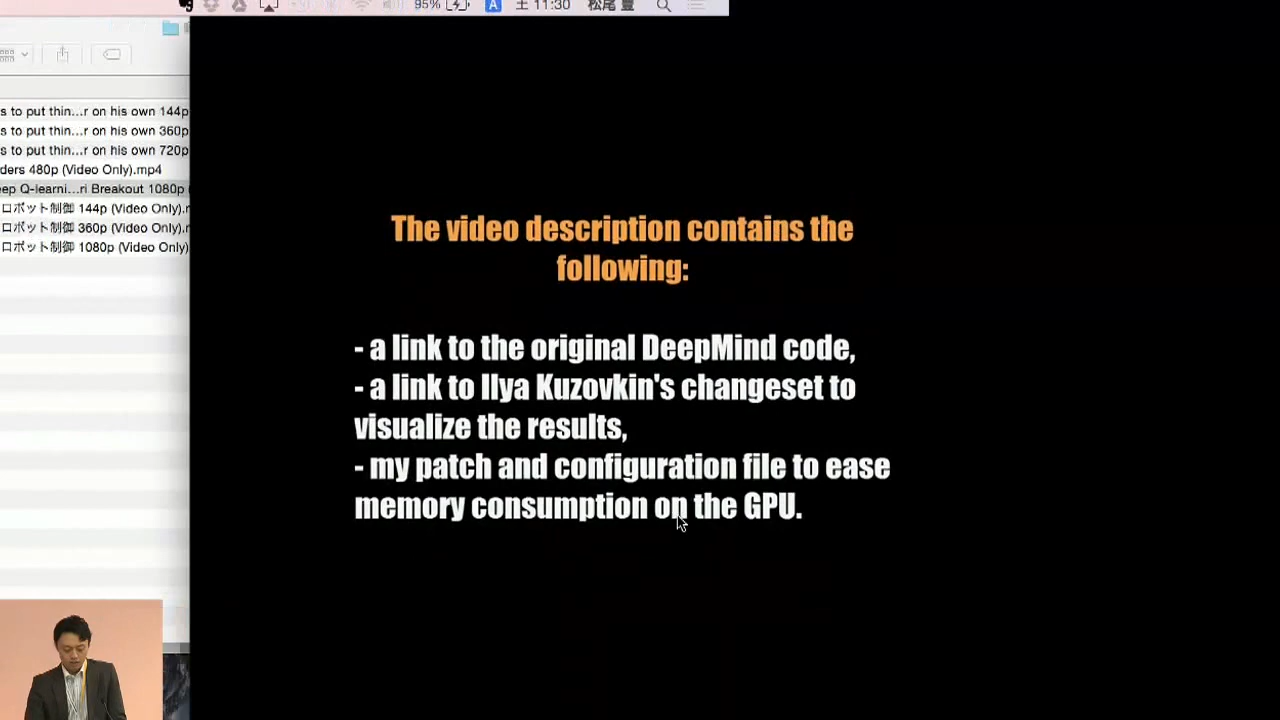 95%
A
土 11:30
松尾 豊
s to put thin...r on his own 144p
s to put thin...r on his own 360p
s to put thin...r on his own 720p
ders 480p (Video Only).mp4
eep Q-learni...ri Breakout 1080p
ロボット制御 144p (Video Only).
ロボット制御 360p (Video Only).
ロボット制御 1080p (Video Only)
The video description contains the
following:
- a link to the original DeepMind code,
- a link to Ilya Kuzovkin's changeset to
visualize the results,
- my patch and configuration file to ease
memory consumption on the GPU.